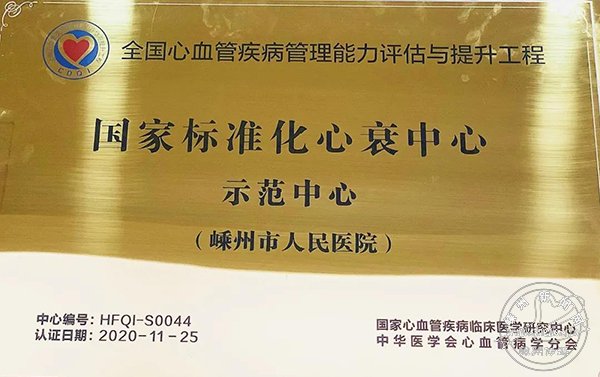 CDQI
全国心血管疾病管理能力评估与提升工程
国家标准化心衰中心
示范中心
（嵊州市人民医院）
中心编号：HFQI-S0044
认证日期：2020-11-25
国家心血管疾病临床医学研究中心
中华医学会心血管病学分会